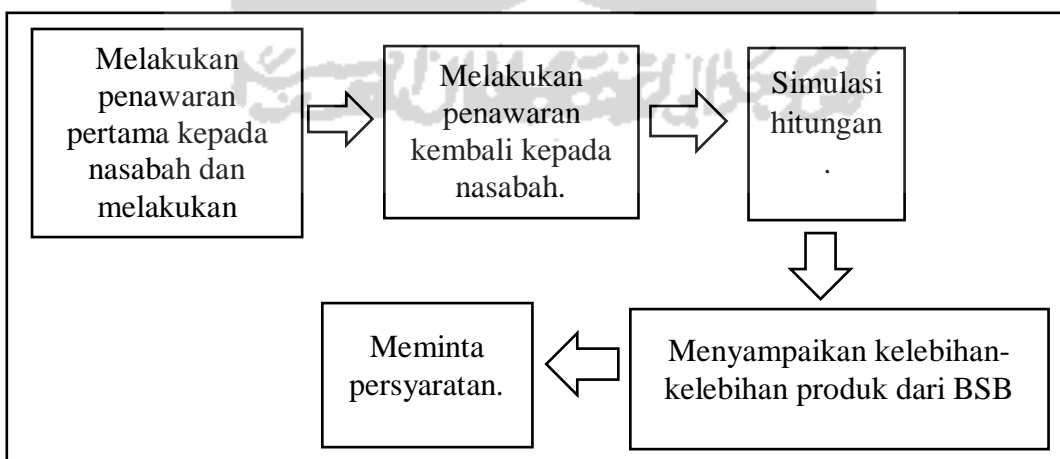 Melakukan
penawaran
pertama kepada
nasabah dan
melakukan
Melakukan
penawaran
kembali kepada
nasabah.
Simulasi
hitungan
.
Menyampaikan kelebihan-
kelebihan produk dari BSB
Meminta
persyaratan.